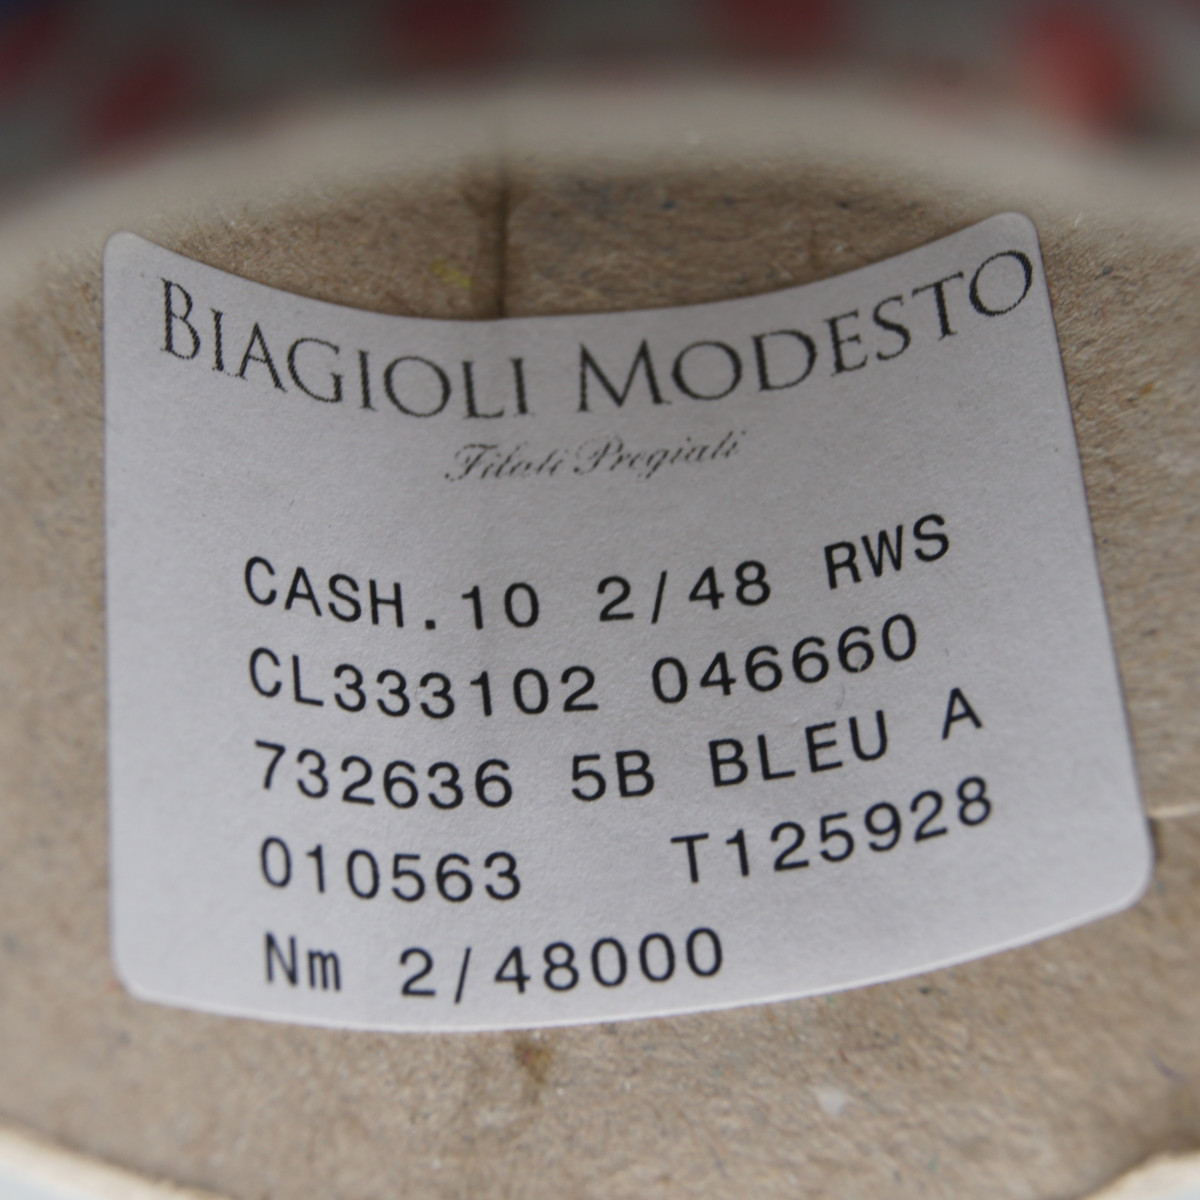 BIAGIOLI MODESTO
Filati Pregiati
CASH.10 2/48 RWS
CL333102 046660
732636 5B BLEU A
010563 T125928
Nm 2/48000